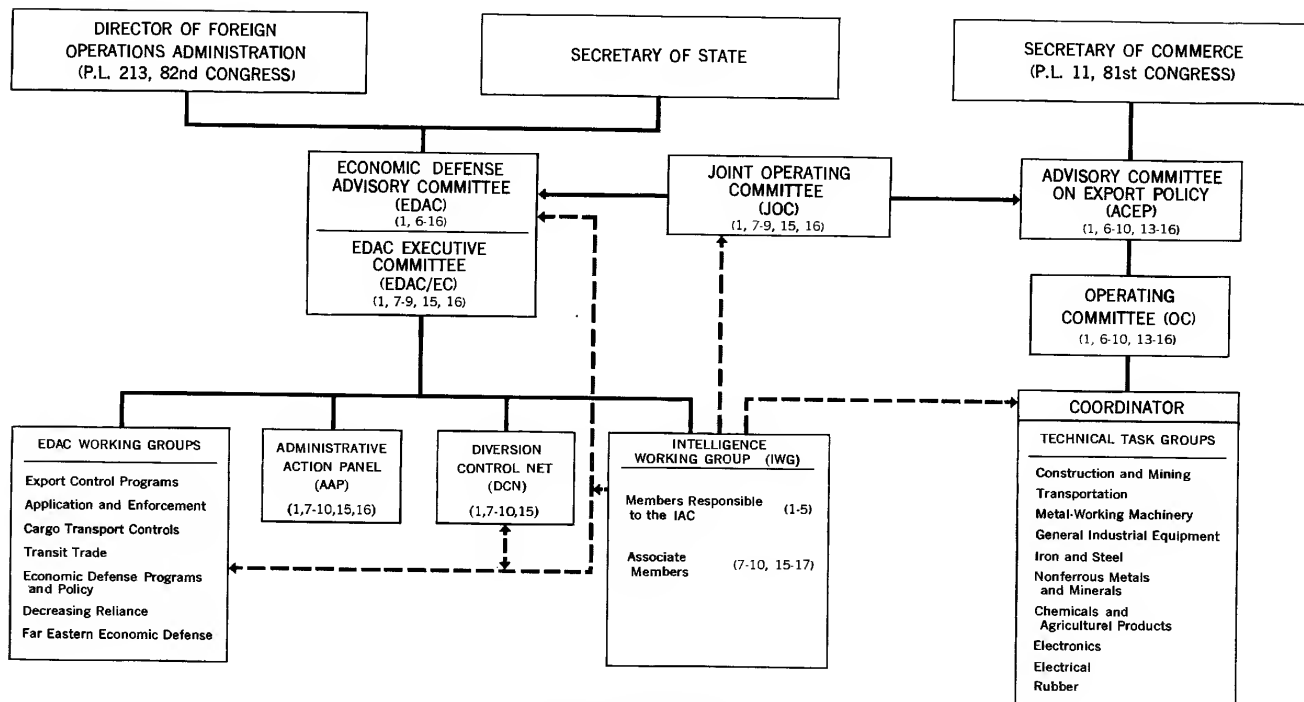 DIRECTOR OF FOREIGN
OPERATIONS ADMINISTRATION
(P.L. 213, 82nd CONGRESS)
SECRETARY OF STATE
SECRETARY OF COMMERCE
(P.L. 11, 81st CONGRESS)
ECONOMIC DEFENSE
ADVISORY COMMITTEE
(EDAC)
(1, 6-16)
EDAC EXECUTIVE
COMMITTEE
(EDAC/EC)
(1, 7-9, 15, 16)
JOINT OPERATING
COMMITTEE
(JOC)
(1, 7-9, 15, 16)
ADVISORY COMMITTEE
ON EXPORT POLICY
(ACEP)
(1, 6-10, 13-16)
OPERATING
COMMITTEE (OC)
(1, 6-10, 13-16)
EDAC WORKING GROUPS
Export Control Programs
Application and Enforcement
Cargo Transport Controls
Transit Trade
Economic Defense Programs
and Policy
Decreasing Reliance
Far Eastern Economic Defense
ADMINISTRATIVE
ACTION PANEL
(AAP)
(1,7-10,15,16)
DIVERSION
CONTROL NET
(DCN)
(1,7-10,15)
INTELLIGENCE
WORKING GROUP (IWG)
Members Responsible
to the IAC (1-5)
Associate (7-10, 15-17)
Members
COORDINATOR
TECHNICAL TASK GROUPS
Construction and Mining
Transportation
Metal-Working Machinery
General Industrial Equipment
Iron and Steel
Nonferrous Metals
and Minerals
Chemicals and
Agriculturel Products
Electronics
Electrical
Rubber